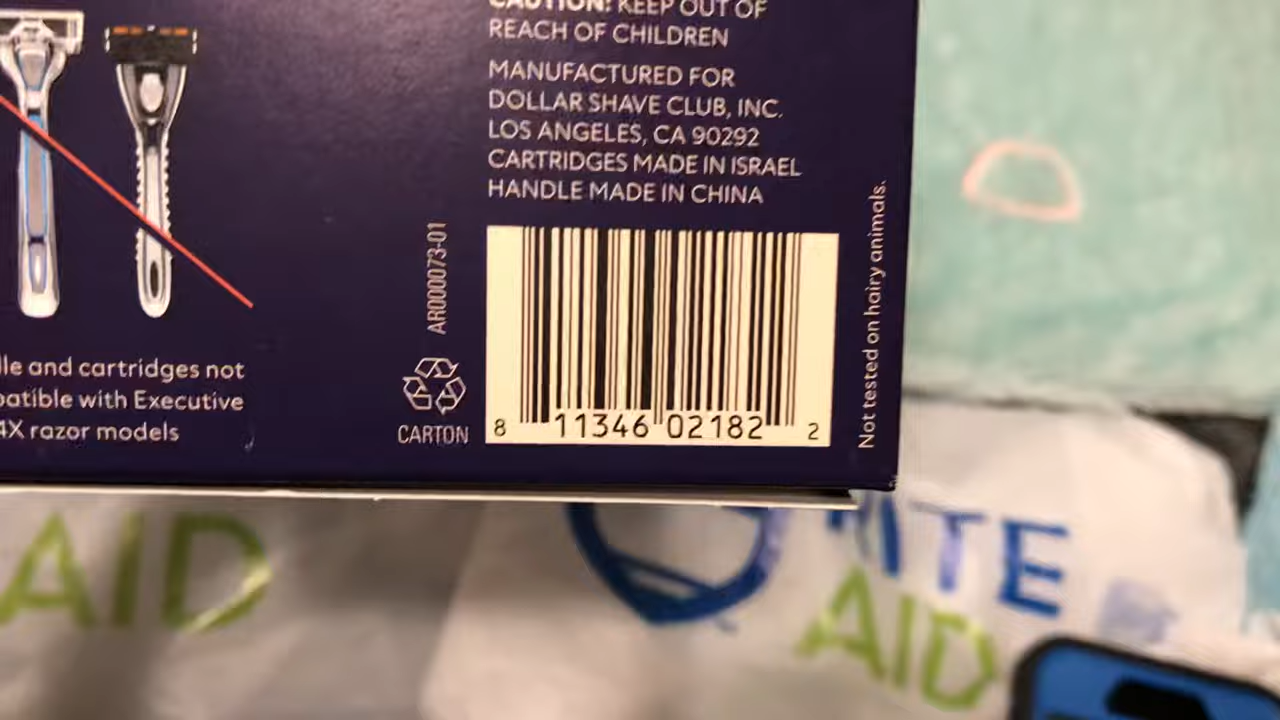 CAUTION: KEEP OUT OF
REACH OF CHILDREN
MANUFACTURED FOR
DOLLAR SHAVE CLUB, INC.
LOS ANGELES, CA 90292
CARTRIDGES MADE IN ISRAEL
HANDLE MADE IN CHINA
AR000073-01
CARTON
8 11346 02182 2
Not tested on hairy animals.
le and cartridges not
patible with Executive
4X razor models
AID
RITE
AID